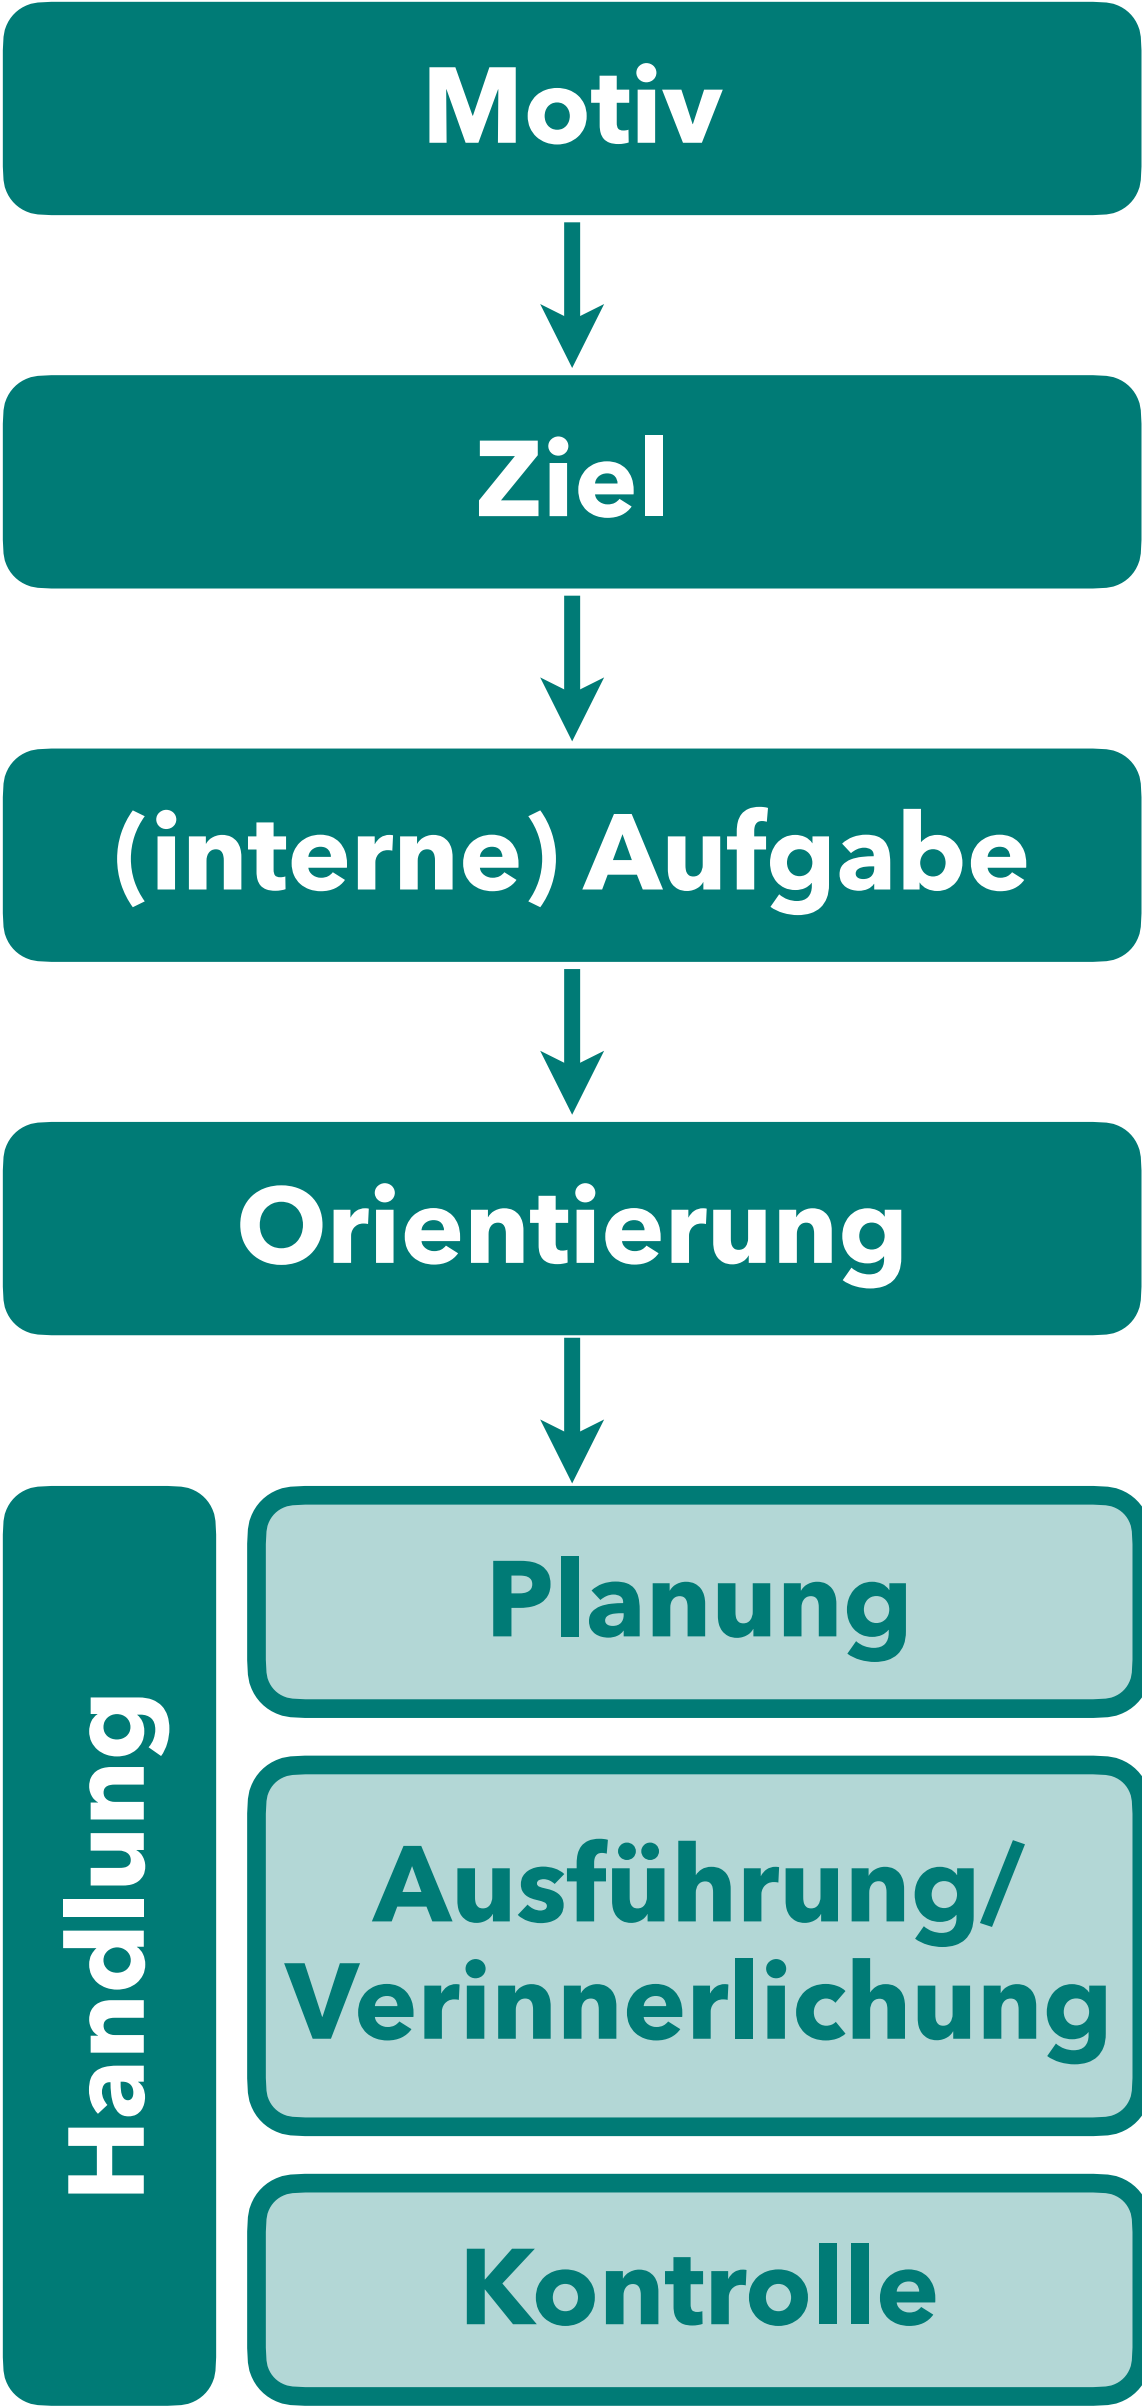 Motiv
Ziel
(interne) Aufgabe
Orientierung
Handlung
Planung
Ausführung/
Verinnerlichung
Kontrolle